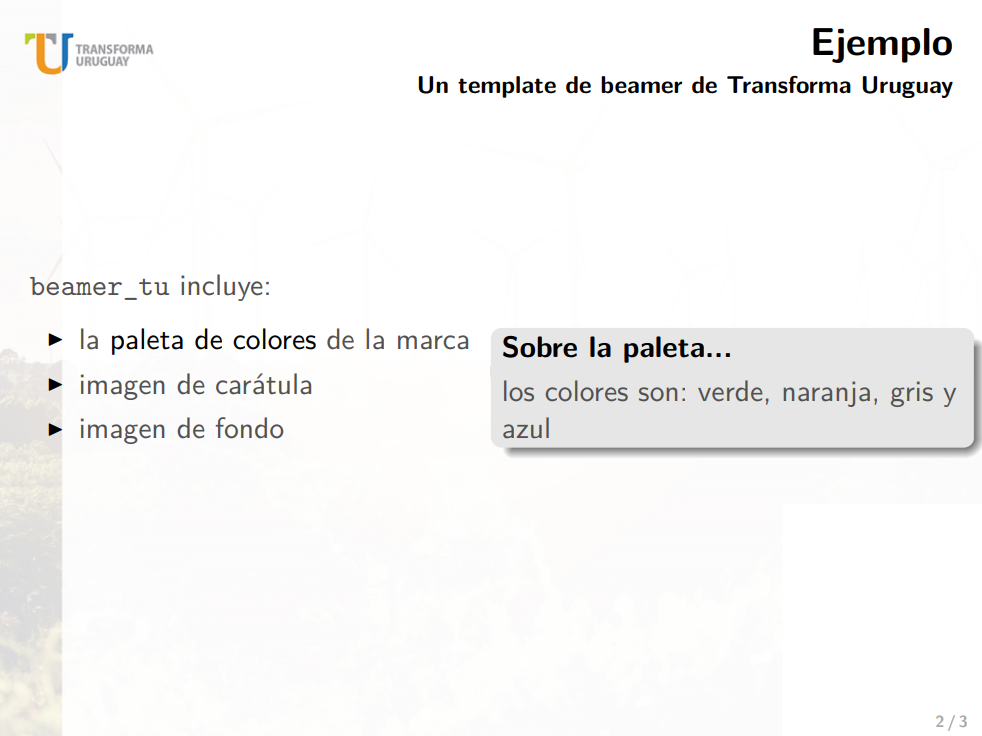 TRANSFORMA
URUGUAY
Ejemplo
Un template de beamer de Transforma Uruguay
beamer_tu incluye:
la paleta de colores de la marca
imagen de carátula
imagen de fondo
Sobre la paleta...
los colores son: verde, naranja, gris y
azul
2 / 3